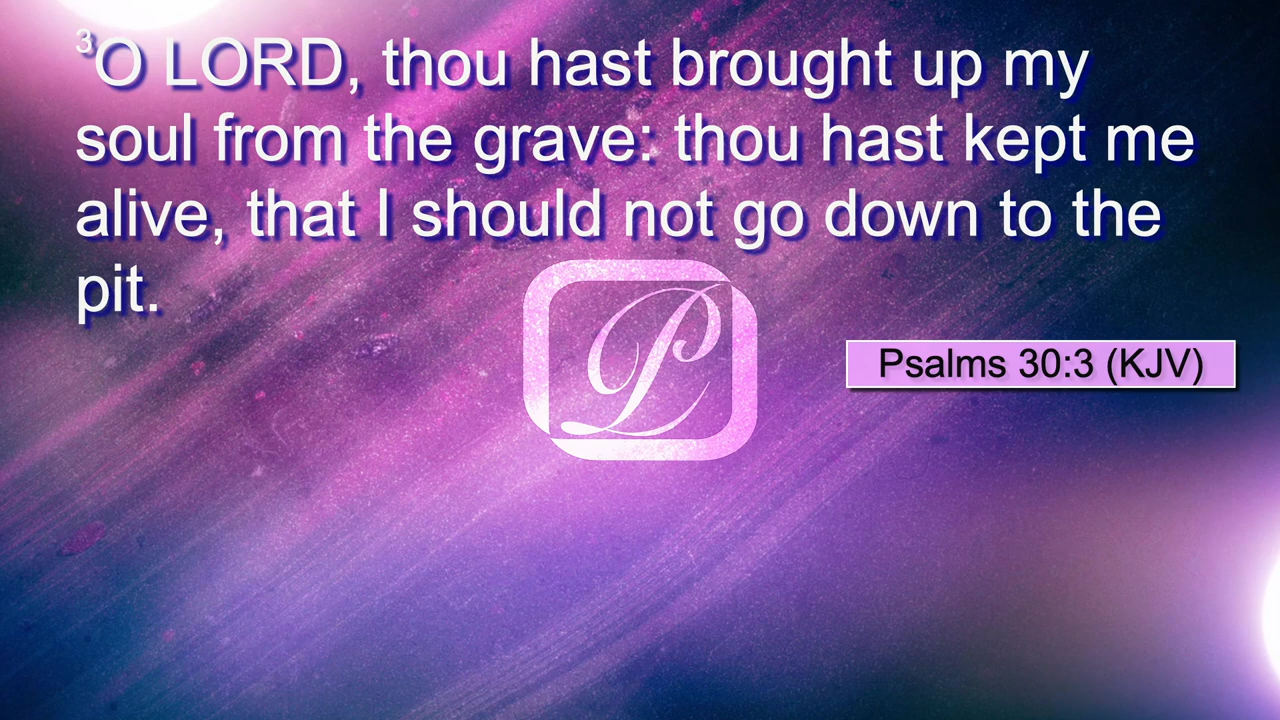 3O LORD, thou hast brought up my
soul from the grave: thou hast kept me
alive, that I should not go down to the
pit.
P
Psalms 30:3 (KJV)